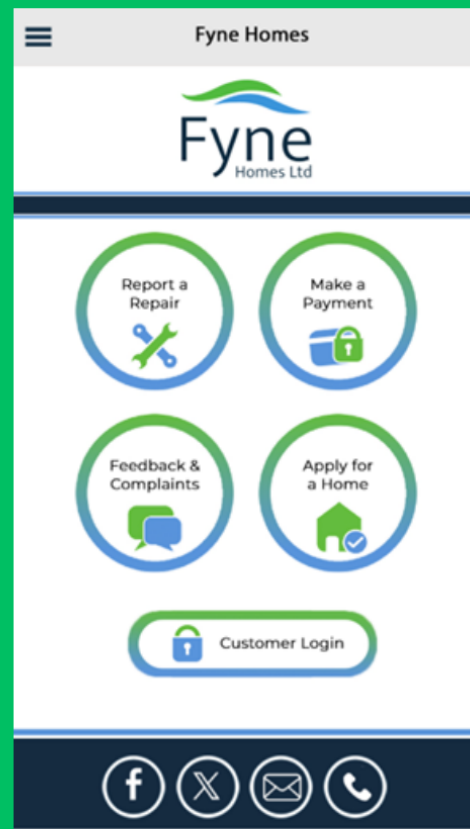 Fyne Homes
Fyne
Homes Ltd
Report a
Repair
Make a
Payment
Feedback &
Complaints
Apply for
a Home
Customer Login